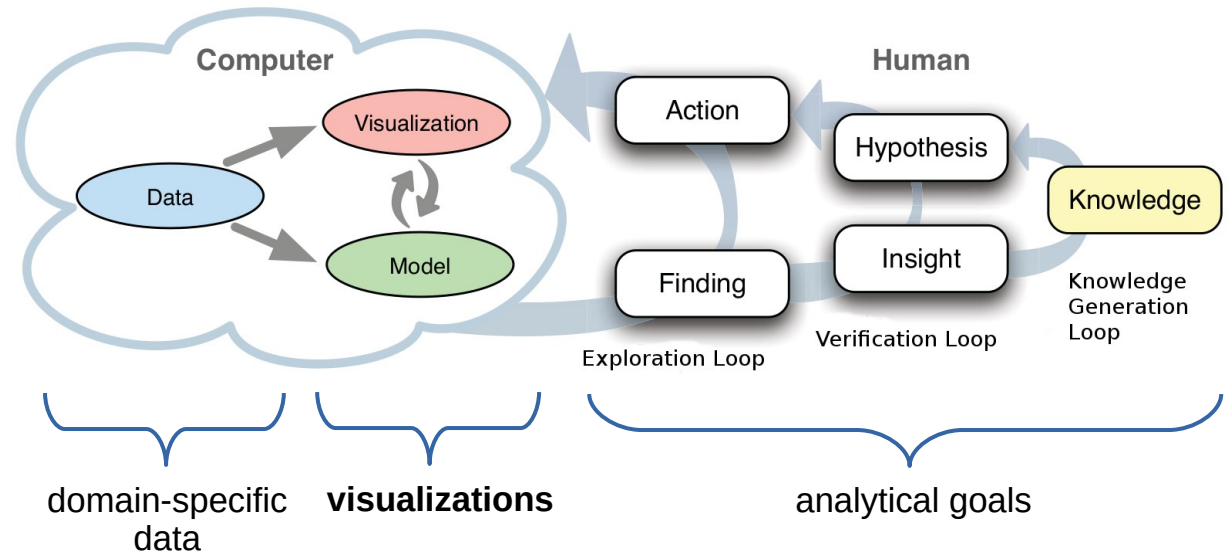 Computer
Human
Visualization
Data
Model
Action
Hypothesis
Knowledge
Finding
Insight
Exploration Loop
Verification Loop
Knowledge
Generation
Loop
domain-specific
data
visualizations
analytical goals